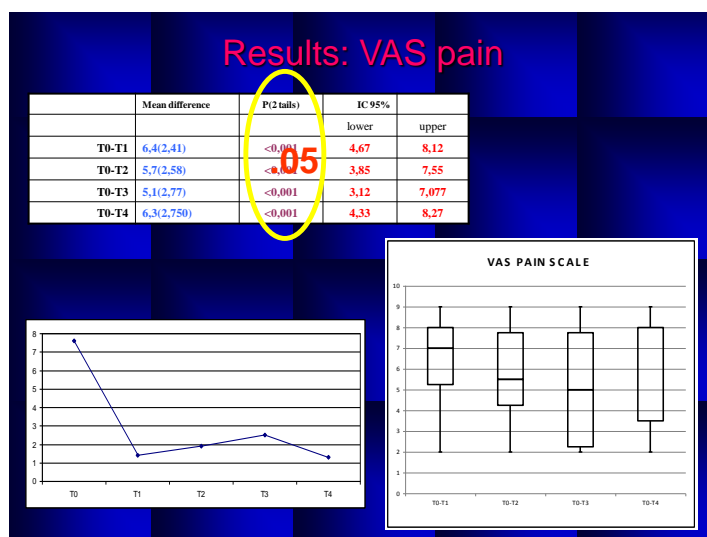 Results: VAS pain
Mean difference P(2 tails) IC 95%
lower upper
T0-T1 6,4(2,41) <0,001 4,67 8,12
T0-T2 5,7(2,58) <0,001 3,85 7,55
.05
T0-T3 5,1(2,77) <0,001 3,12 7,077
T0-T4 6,3(2,750) <0,001 4,33 8,27
VAS PAIN SCALE
10
9
8
7
6
5
4
3
2
1
0
T0-T1 T0-T2 T0-T3 T0-T4
8
7
6
5
4
3
2
1
0
T0 T1 T2 T3 T4